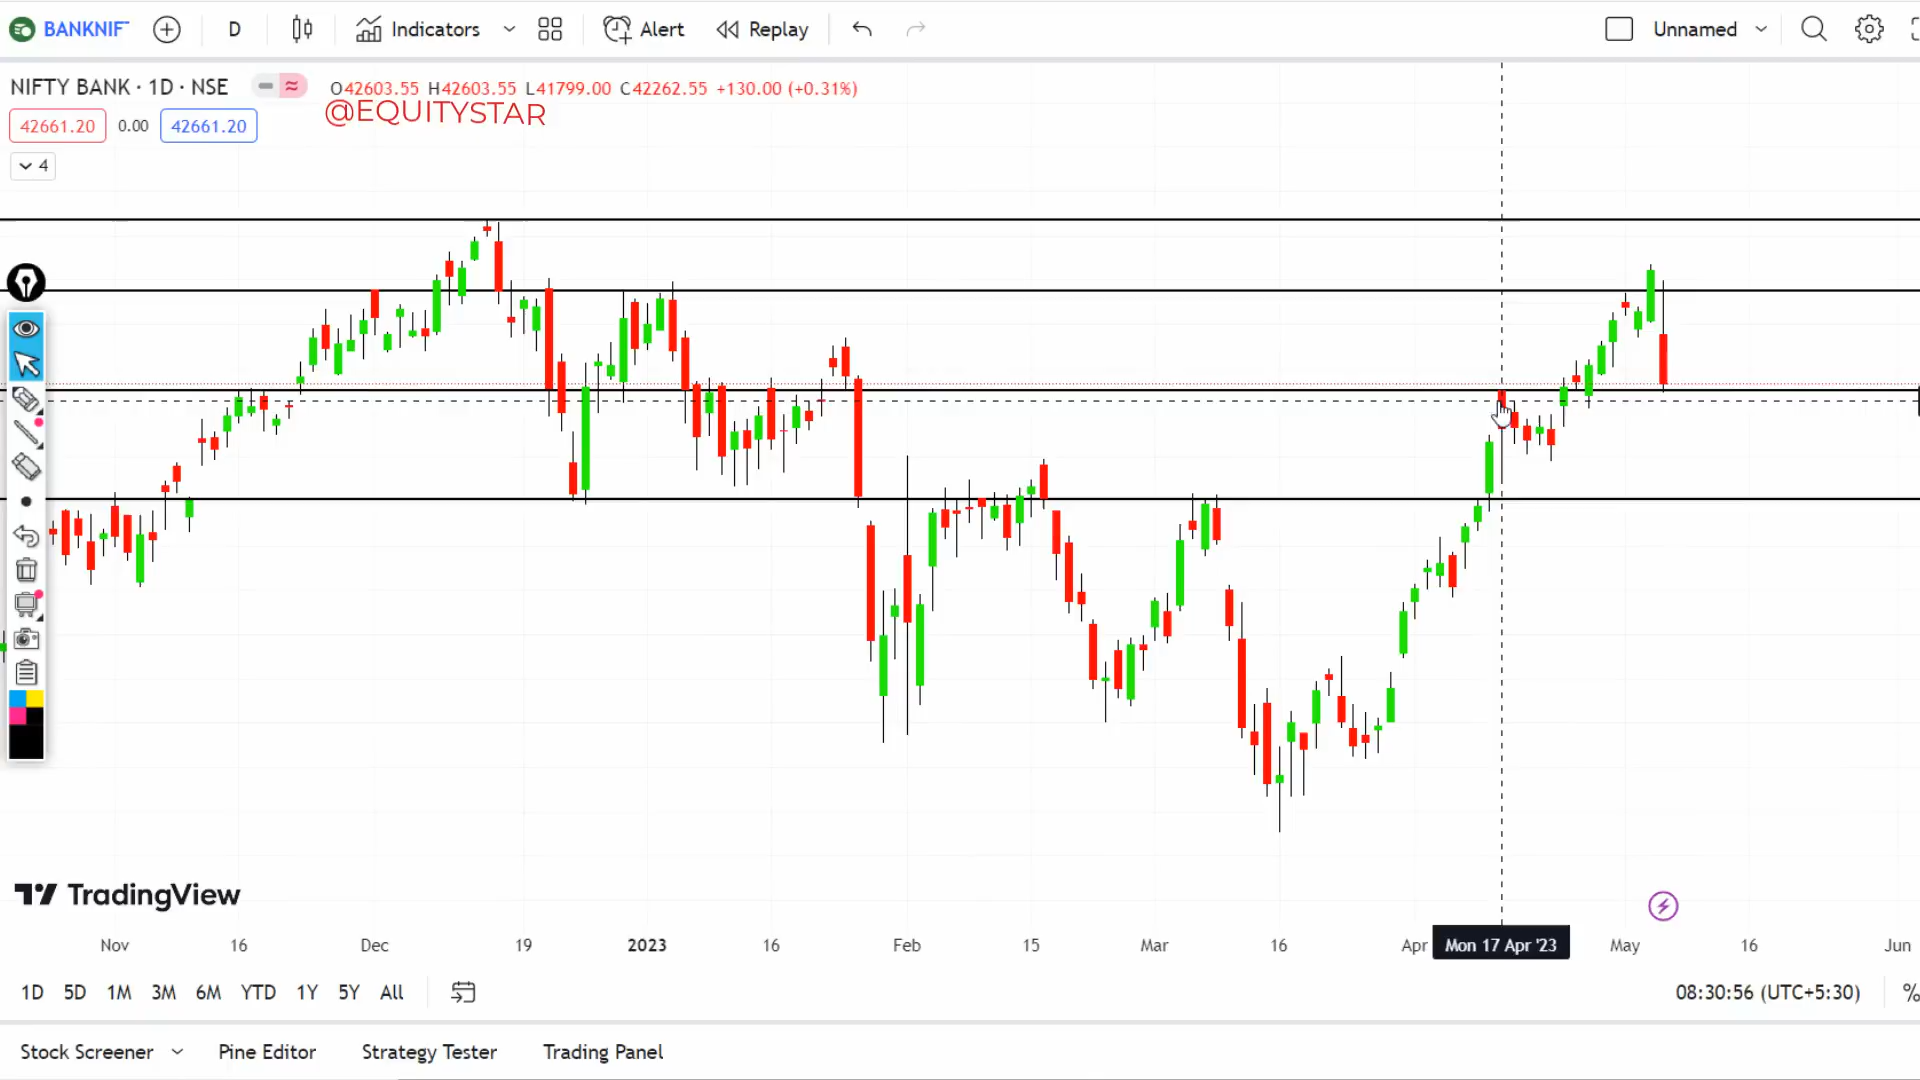 BANKNIF
D
Indicators
Alert
Replay
Unnamed
NIFTY BANK · 1D · NSE
O42603.55 H42603.55 L41799.00 C42262.55 +130.00 (+0.31%)
@EQUITYSTAR
42661.20 0.00 42661.20
4
TradingView
Nov 16 Dec 19 2023 16 Feb 15 Mar 16 Apr Mon 17 Apr '23 May 16 Jun
1D 5D 1M 3M 6M YTD 1Y 5Y All
08:30:56 (UTC+5:30) %
Stock Screener Pine Editor Strategy Tester Trading Panel